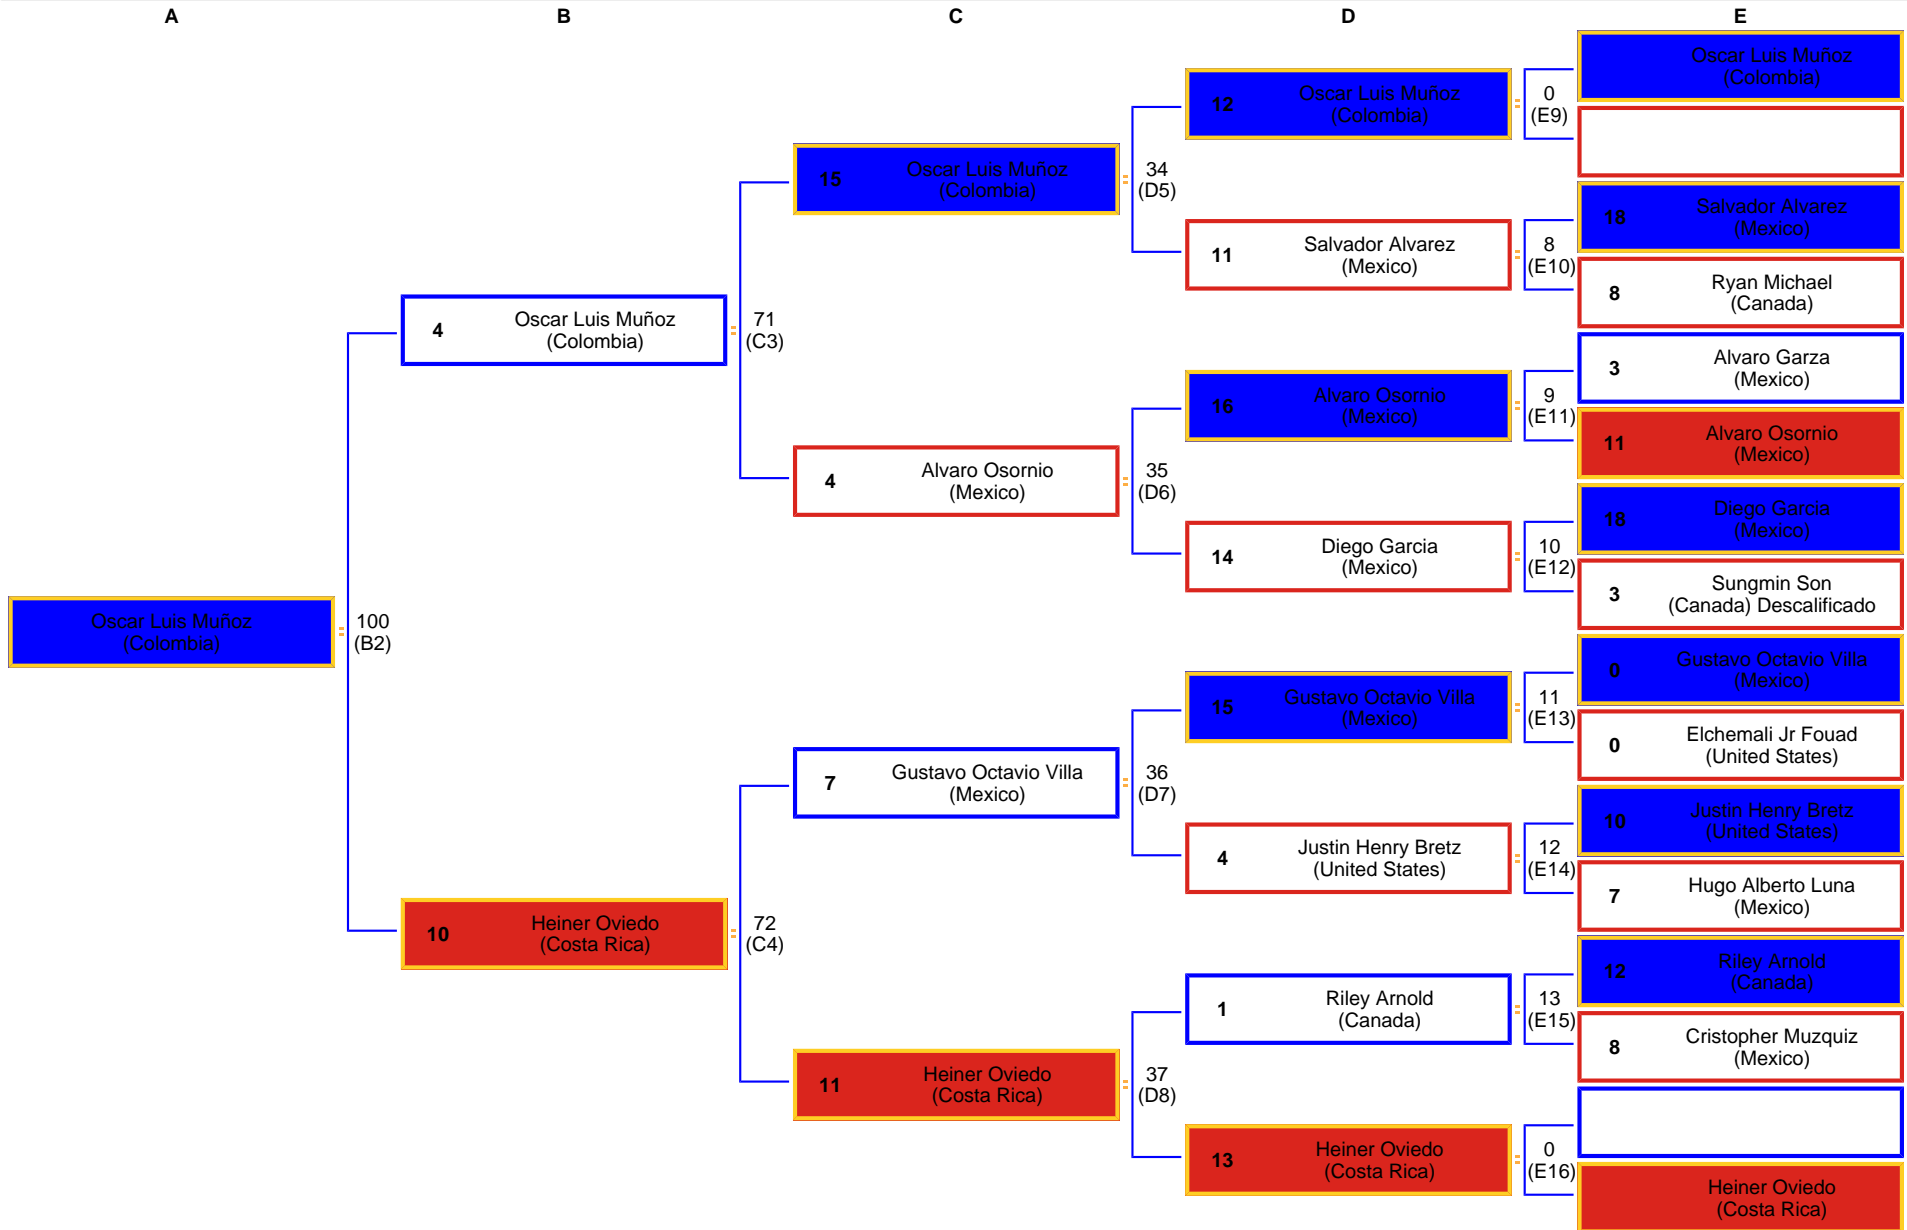 A
B
C
D
E
Oscar Luis Muñoz
(Colombia)
100
(B2)
4
Oscar Luis Muñoz
(Colombia)
10
Heiner Oviedo
(Costa Rica)
71
(C3)
72
(C4)
15
Oscar Luis Muñoz
(Colombia)
4
Alvaro Osornio
(Mexico)
7
Gustavo Octavio Villa
(Mexico)
11
Heiner Oviedo
(Costa Rica)
34
(D5)
35
(D6)
36
(D7)
37
(D8)
12
Oscar Luis Muñoz
(Colombia)
11
Salvador Alvarez
(Mexico)
16
Alvaro Osornio
(Mexico)
14
Diego Garcia
(Mexico)
15
Gustavo Octavio Villa
(Mexico)
4
Justin Henry Bretz
(United States)
1
Riley Arnold
(Canada)
13
Heiner Oviedo
(Costa Rica)
0
(E9)
8
(E10)
9
(E11)
10
(E12)
11
(E13)
12
(E14)
13
(E15)
0
(E16)
Oscar Luis Muñoz
(Colombia)
18
Salvador Alvarez
(Mexico)
8
Ryan Michael
(Canada)
3
Alvaro Garza
(Mexico)
11
Alvaro Osornio
(Mexico)
18
Diego Garcia
(Mexico)
3
Sungmin Son
(Canada) Descalificado
0
Gustavo Octavio Villa
(Mexico)
0
Elchemali Jr Fouad
(United States)
10
Justin Henry Bretz
(United States)
7
Hugo Alberto Luna
(Mexico)
12
Riley Arnold
(Canada)
8
Cristopher Muzquiz
(Mexico)
Heiner Oviedo
(Costa Rica)